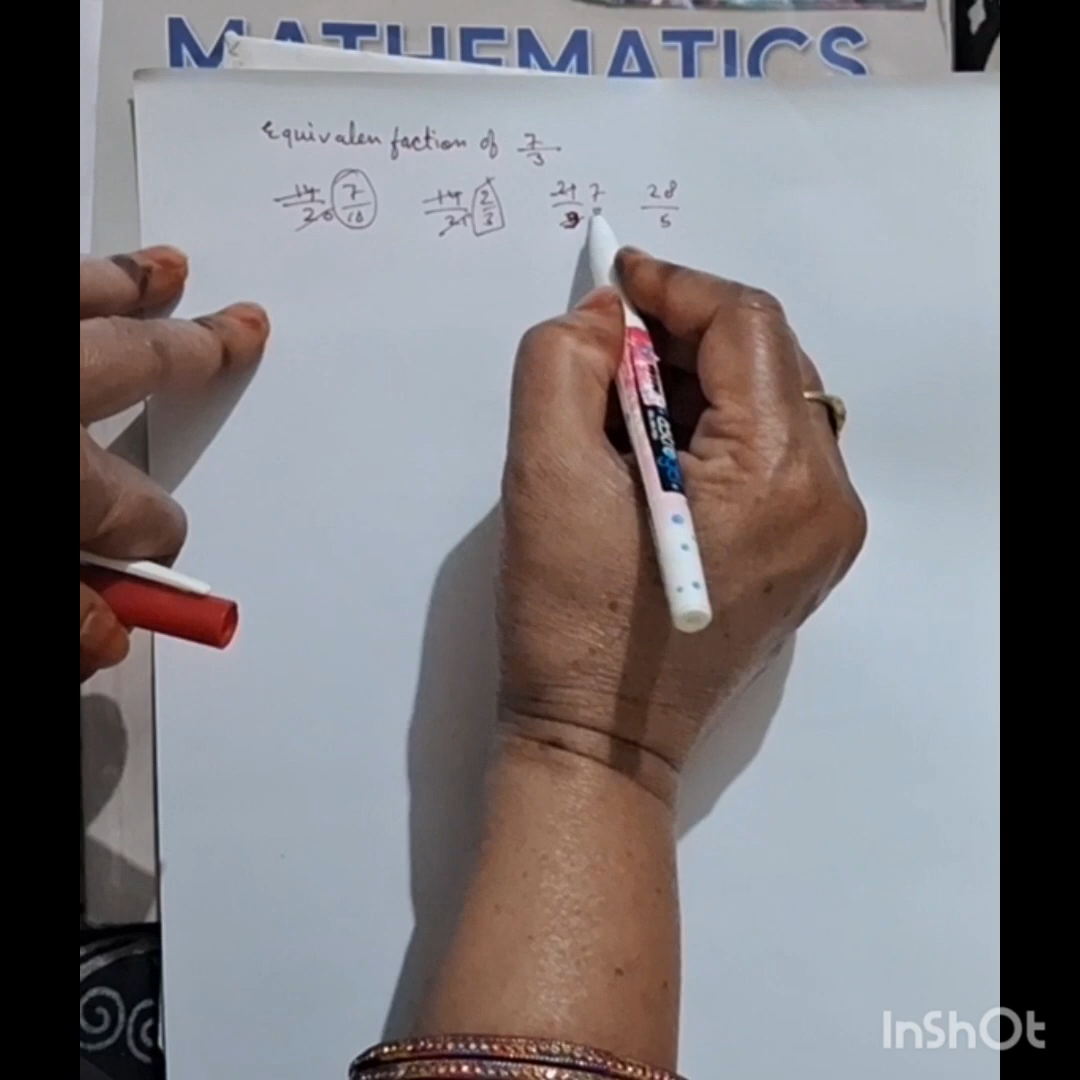 MATHEMATICS
Equivalen faction of 7/3
14/20 7/10 14/21 2/3 21/9 7 28/5
InShOt